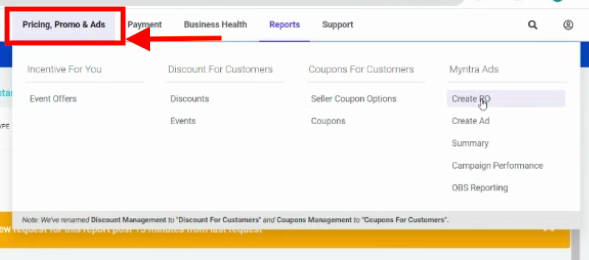 Pricing, Promo & Ads Payment Business Health Reports Support
Incentive For You Discount For Customers Coupons For Customers Myntra Ads
Event Offers Discounts Seller Coupon Options Create RO
Events Coupons Create Ad
Summary
Campaign Performance
OBS Reporting
Note: We've renamed Discount Management to "Discount For Customers" and Coupons Management to "Coupons For Customers".
request for this report post 15 minutes from last request